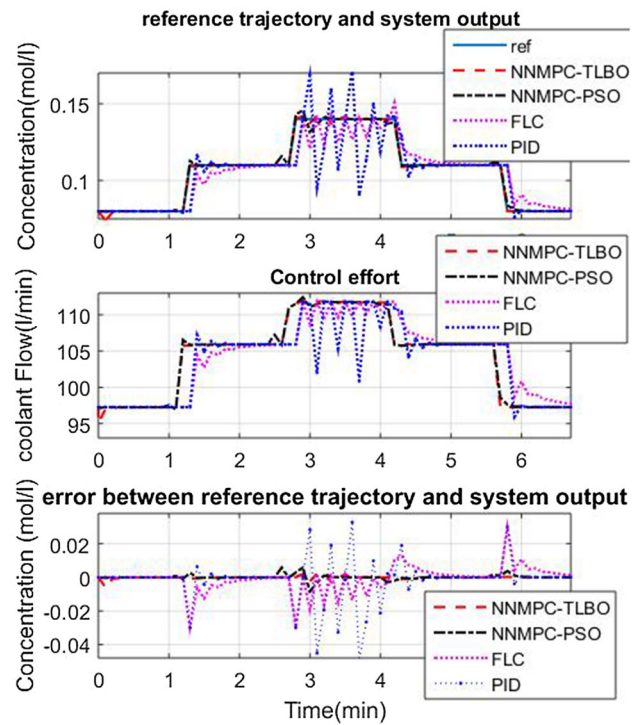 reference trajectory and system output
ref
NNMPC-TLBO
NNMPC-PSO
FLC
PID
Concentration(mol/l)
0.15
0.1
0 1 2 3 4 5 6
Control effort
NNMPC-TLBO
NNMPC-PSO
FLC
PID
coolant Flow(l/min)
110
105
100
95
0 1 2 3 4 5 6
error between reference trajectory and system output
Concentration (mol/l)
0.02
0
-0.02
-0.04
NNMPC-TLBO
NNMPC-PSO
FLC
PID
0 1 2 3 4 5 6
Time(min)